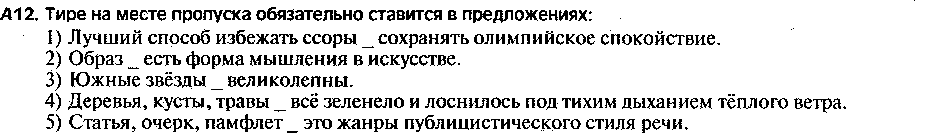 А12. Тире на месте пропуска обязательно ставится в предложениях:
1) Лучший способ избежать ссоры _ сохранять олимпийское спокойствие.
2) Образ _ есть форма мышления в искусстве.
3) Южные звёзды _ великолепны.
4) Деревья, кусты, травы _ всё зеленело и лоснилось под тихим дыханием тёплого ветра.
5) Статья, очерк, памфлет _ это жанры публицистического стиля речи.